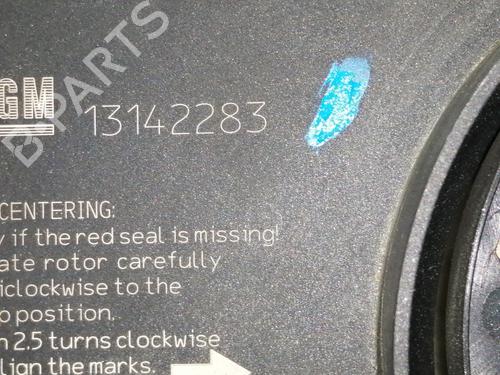 GM 13142283
B-PARTS
CENTERING:
y if the red seal is missing!
ate rotor carefully
iclockwise to the
o position.
n 2.5 turns clockwise
lign the marks.